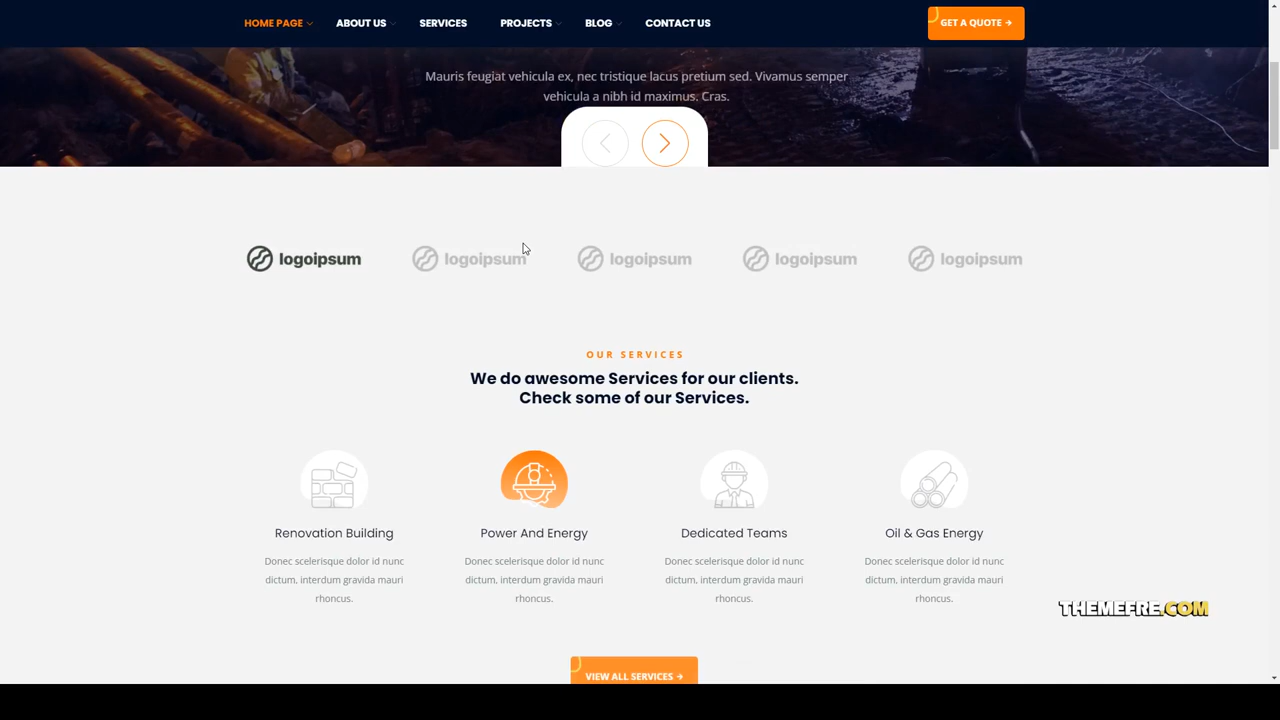 HOME PAGE ABOUT US SERVICES PROJECTS BLOG CONTACT US GET A QUOTE →
Mauris feugiat vehicula ex, nec tristique lacus pretium sed. Vivamus semper
vehicula a nibh id maximus. Cras.
logoipsum logoipsum logoipsum logoipsum logoipsum
OUR SERVICES
We do awesome Services for our clients.
Check some of our Services.
Renovation Building
Donec scelerisque dolor id nunc
dictum, interdum gravida mauri
rhoncus.
Power And Energy
Donec scelerisque dolor id nunc
dictum, interdum gravida mauri
rhoncus.
Dedicated Teams
Donec scelerisque dolor id nunc
dictum, interdum gravida mauri
rhoncus.
Oil & Gas Energy
Donec scelerisque dolor id nunc
dictum, interdum gravida mauri
rhoncus.
THEMEFRE.COM
VIEW ALL SERVICES →